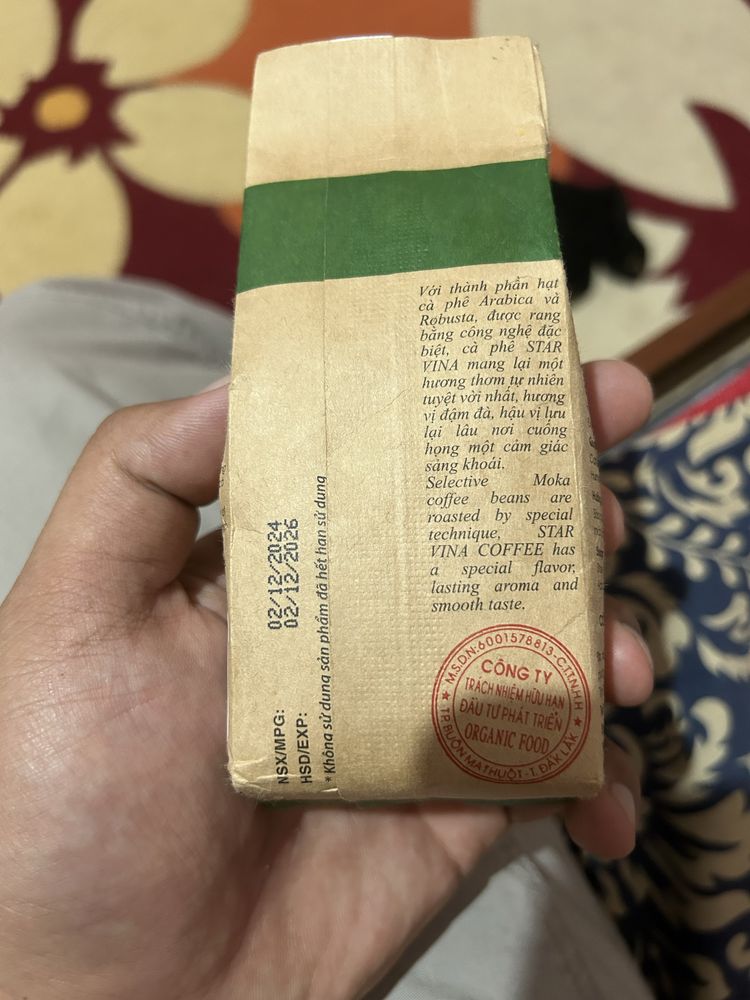 Với thành phần hạt
cà phê Arabica và
Robusta, được rang
bằng công nghệ đặc
biệt, cà phê STAR
VINA mang lại một
hương thơm tự nhiên
tuyệt vời nhất, hương
vị đậm đà, hậu vị lưu
lại lâu nơi cuống
họng một cảm giác
sảng khoái.
Selective Moka
coffee beans are
roasted by special
technique, STAR
VINA COFFEE has
a special flavor,
lasting aroma and
smooth taste.
NSX/MPG: 02/12/2024
HSD/EXP: 02/12/2026
* Không sử dụng sản phẩm đã hết hạn sử dụng
M.S.D.N:6001578813-C.T.T.N.H.H
CÔNG TY
TRÁCH NHIỆM HỮU HẠN
ĐẦU TƯ PHÁT TRIỂN
ORGANIC FOOD
★ TP.BUÔN MA THUỘT-T. ĐẮK LẮK ★